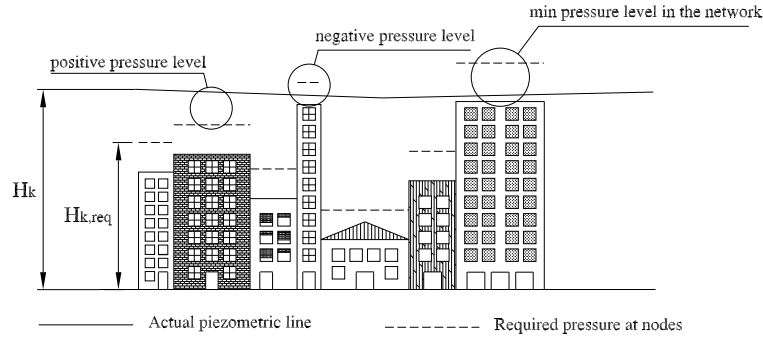 min pressure level in the network
negative pressure level
positive pressure level
Hk
Hk,req
Actual piezometric line
Required pressure at nodes